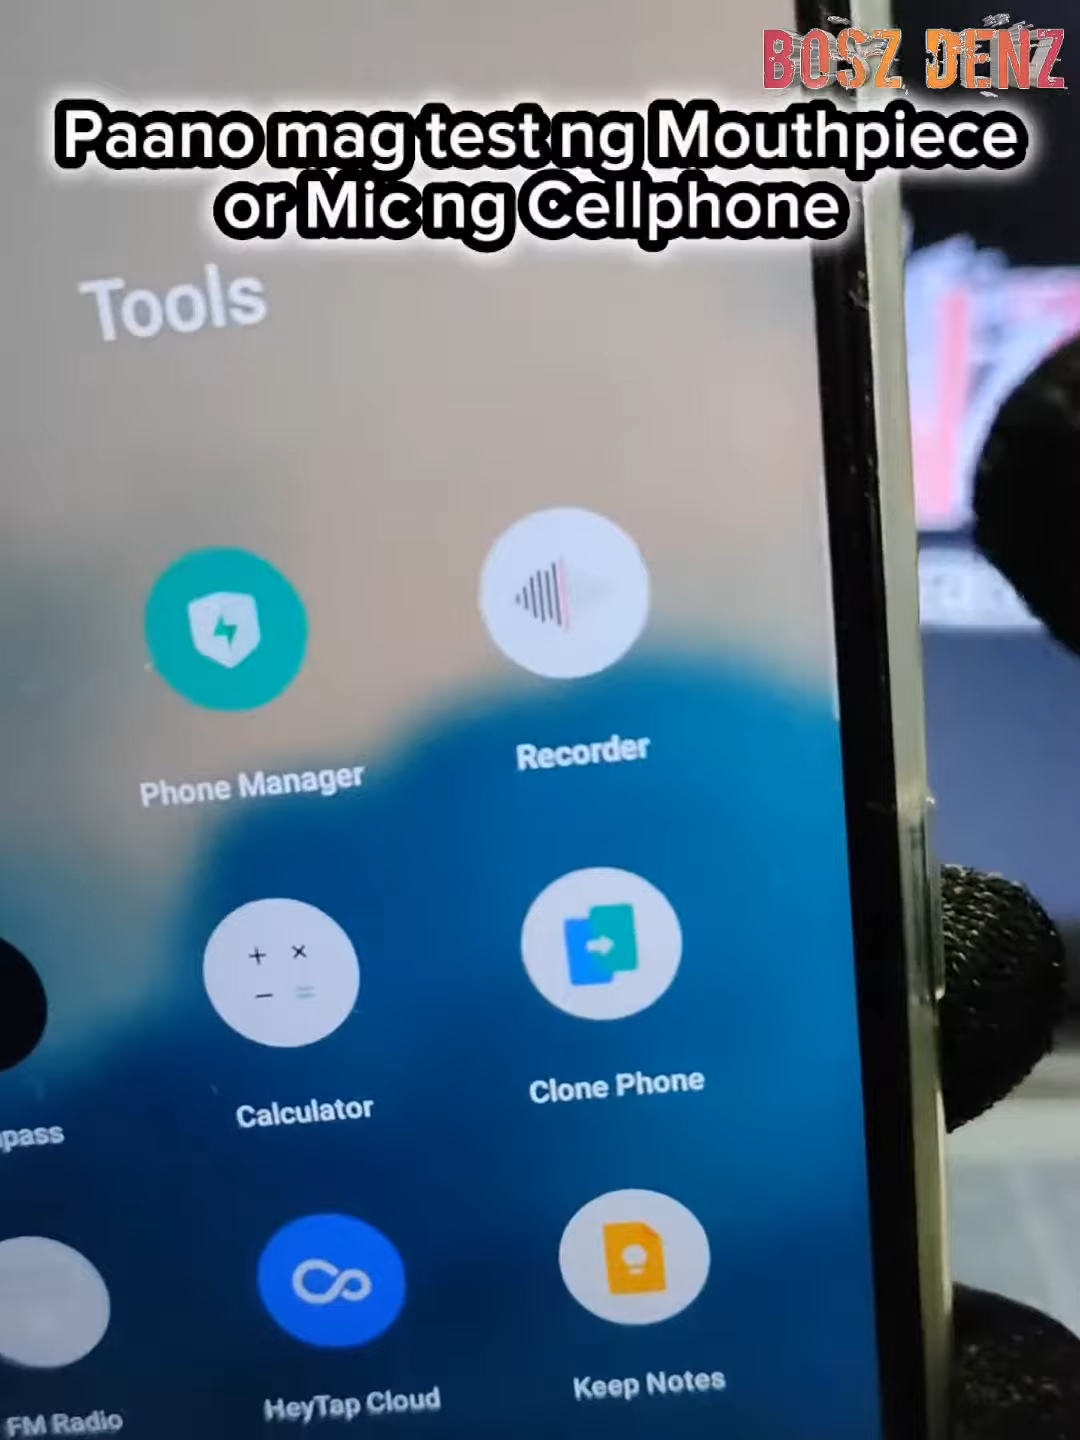 BOSZ DENZ
Paano mag test ng Mouthpiece
or Mic ng Cellphone
Tools
Phone Manager
Recorder
Calculator
Clone Phone
FM Radio
HeyTap Cloud
Keep Notes